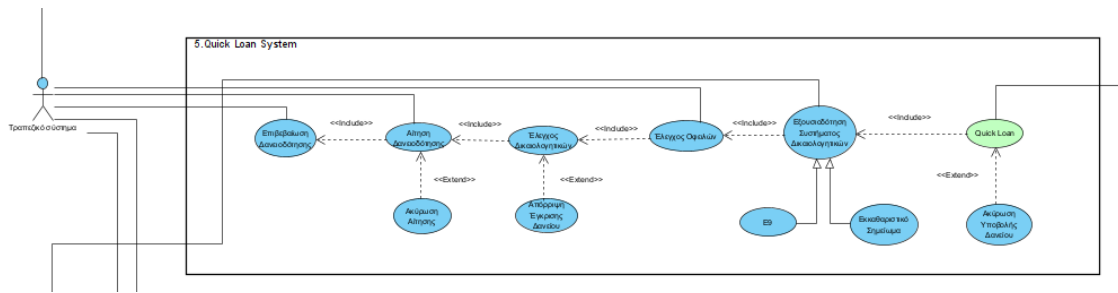 5.Quick Loan System
Τραπεζικό σύστημα
Επιβεβαίωση
Δανειοδότησης
<<Include>>
Αίτηση
Δανειοδότησης
<<Include>>
Έλεγχος
Δικαιολογητικών
<<Include>>
Έλεγχος Οφειλών
<<Include>>
Εξουσιοδότηση
Συστήματος
Δικαιολογητικών
<<Include>>
Quick Loan
<<Extend>>
<<Extend>>
<<Extend>>
Ακύρωση
Αίτησης
Απόρριψη
Έγκρισης
Δανείου
Ε9
Εκκαθαριστικό
Σημείωμα
Ακύρωση
Υποβολής
Δανείου